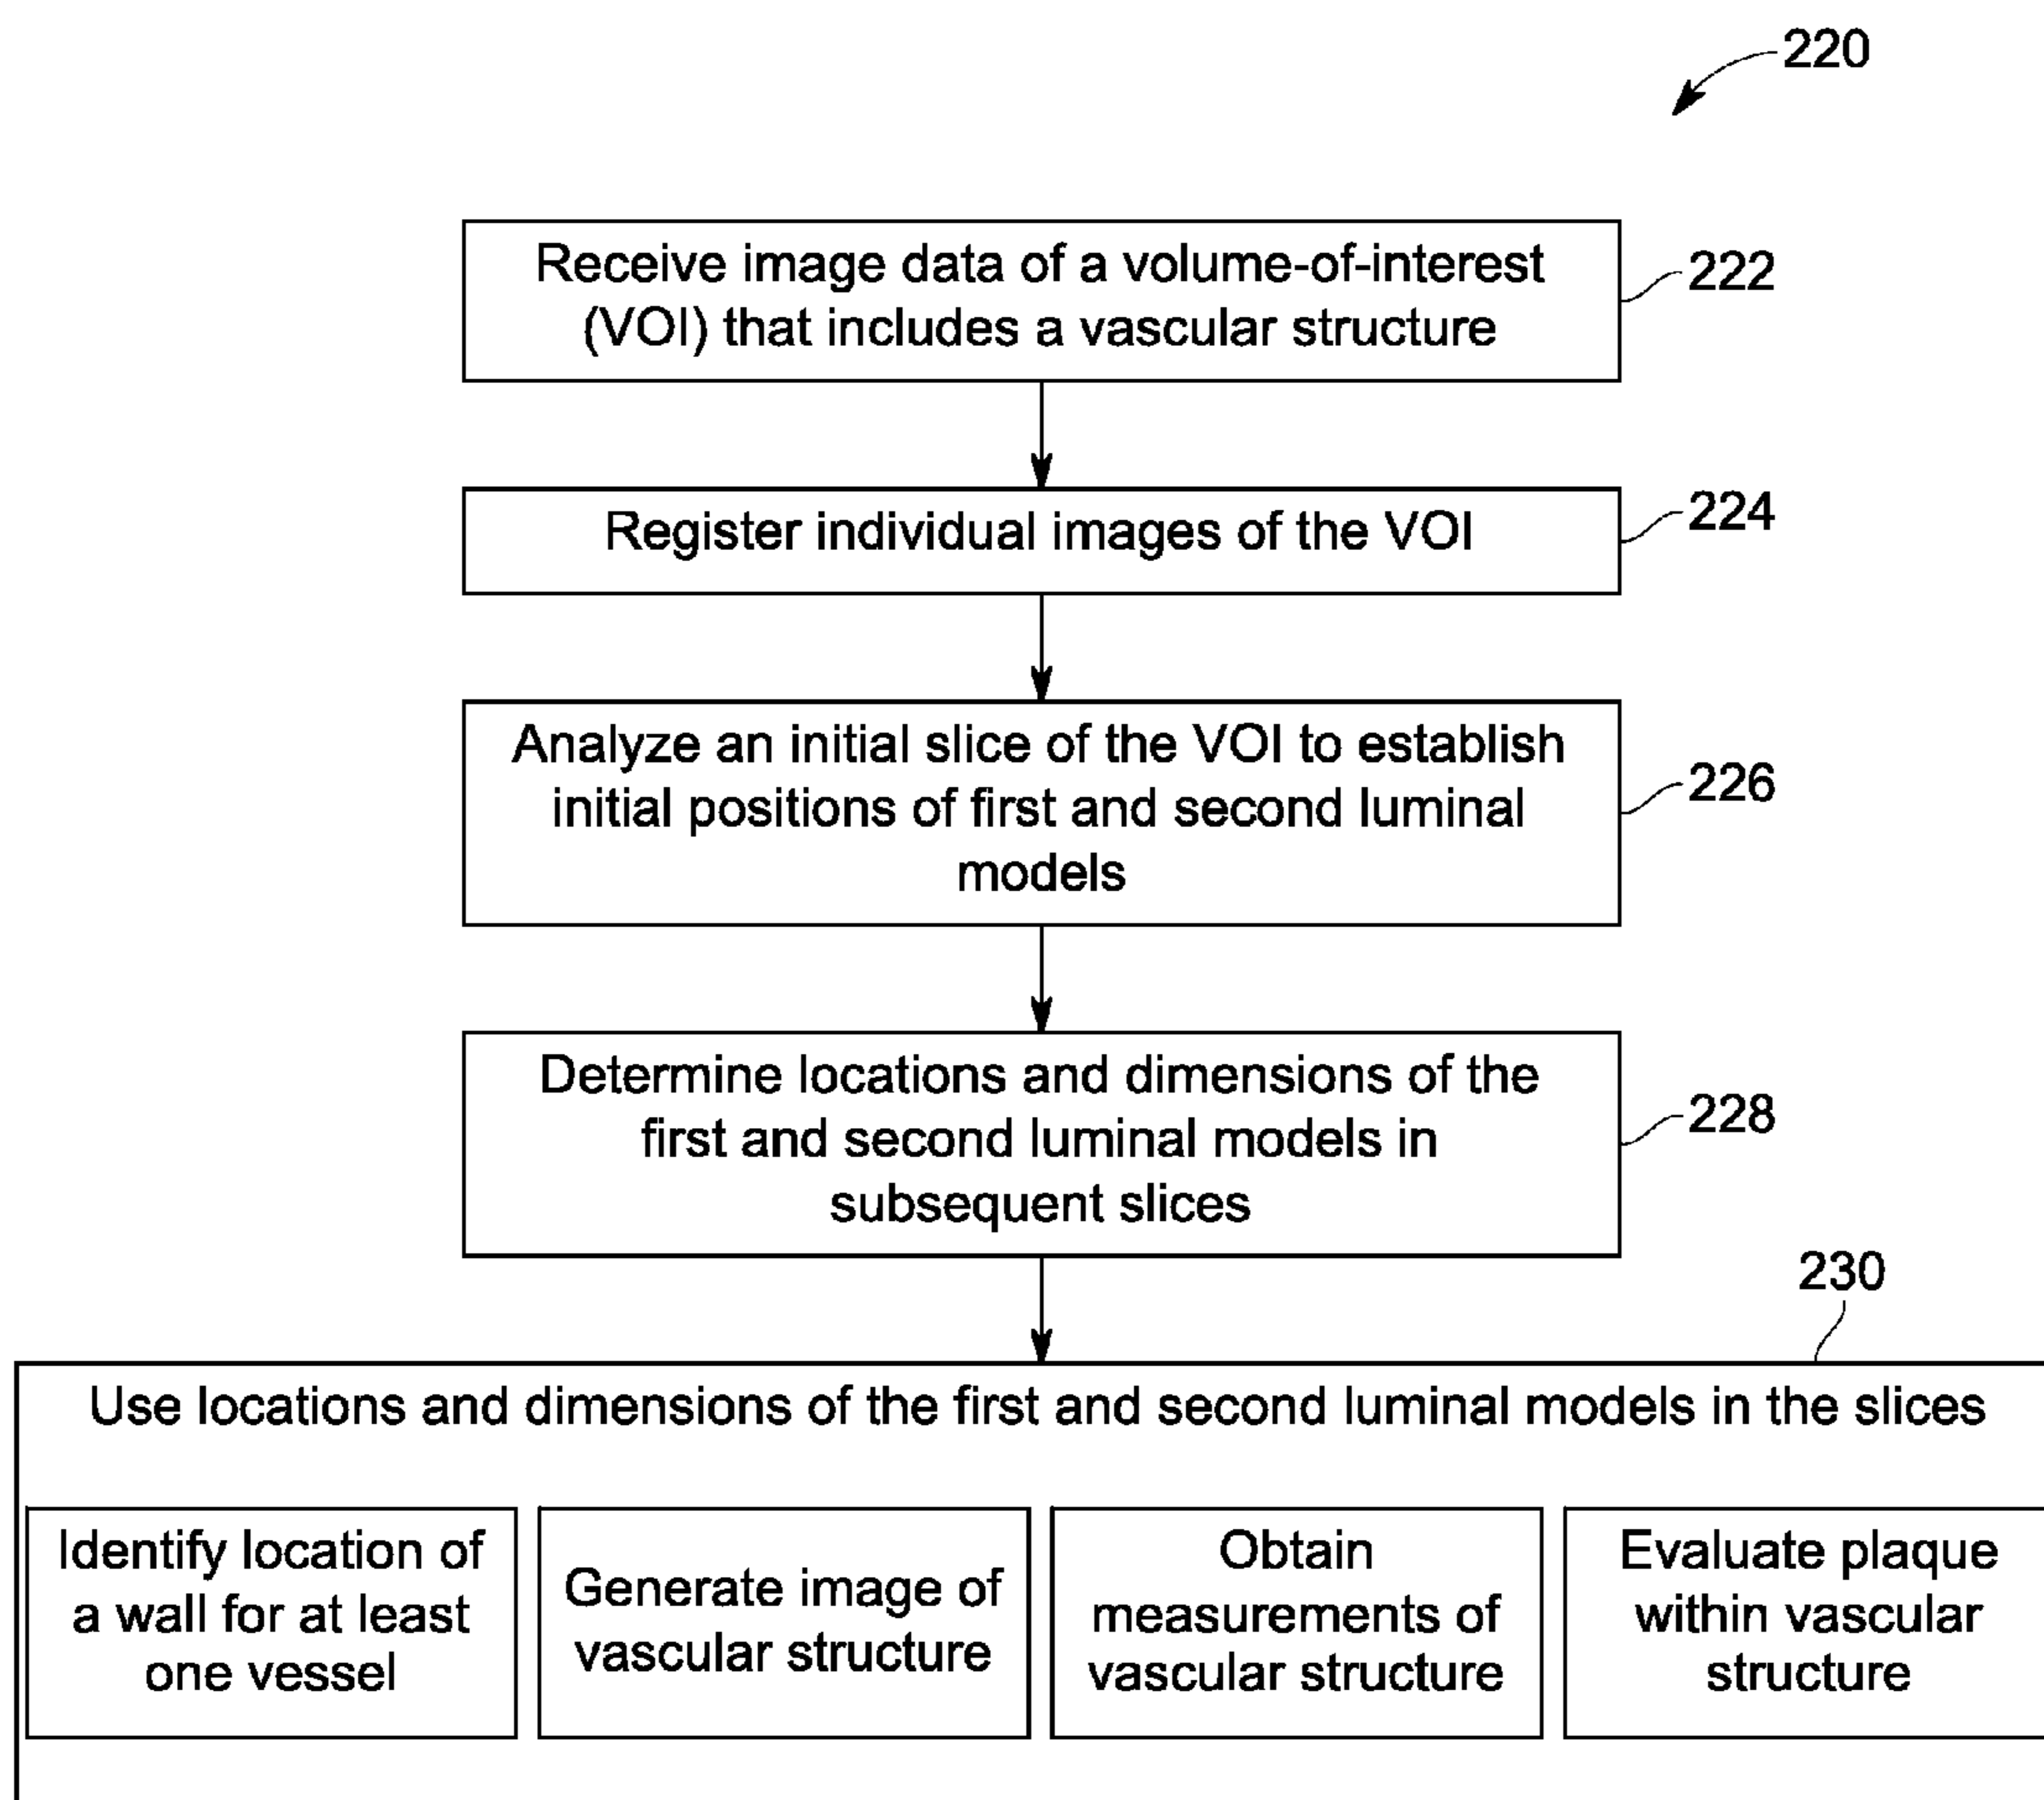 220
Receive image data of a volume-of-interest
(VOI) that includes a vascular structure
222
Register individual images of the VOI
224
Analyze an initial slice of the VOI to establish
initial positions of first and second luminal
models
226
Determine locations and dimensions of the
first and second luminal models in
subsequent slices
228
230
Use locations and dimensions of the first and second luminal models in the slices
Identify location of
a wall for at least
one vessel
Generate image of
vascular structure
Obtain
measurements of
vascular structure
Evaluate plaque
within vascular
structure